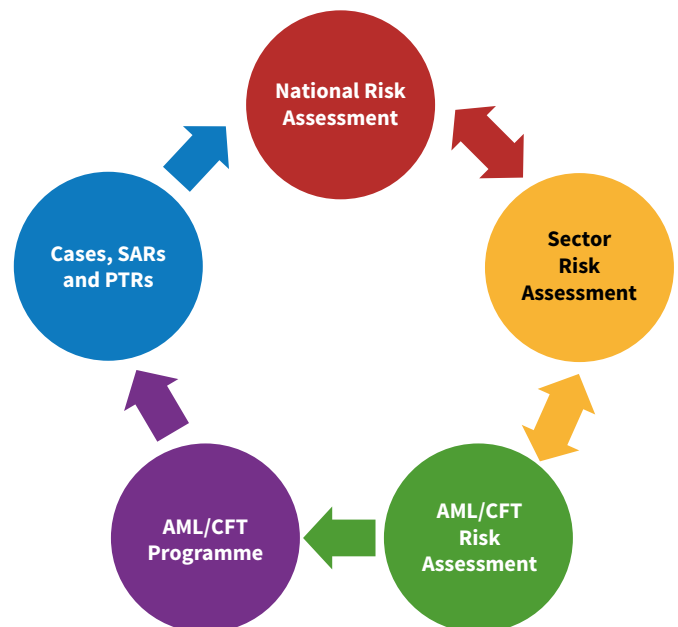 National Risk
Assessment
Sector
Risk
Assessment
AML/CFT
Risk
Assessment
AML/CFT
Programme
Cases, SARs
and PTRs